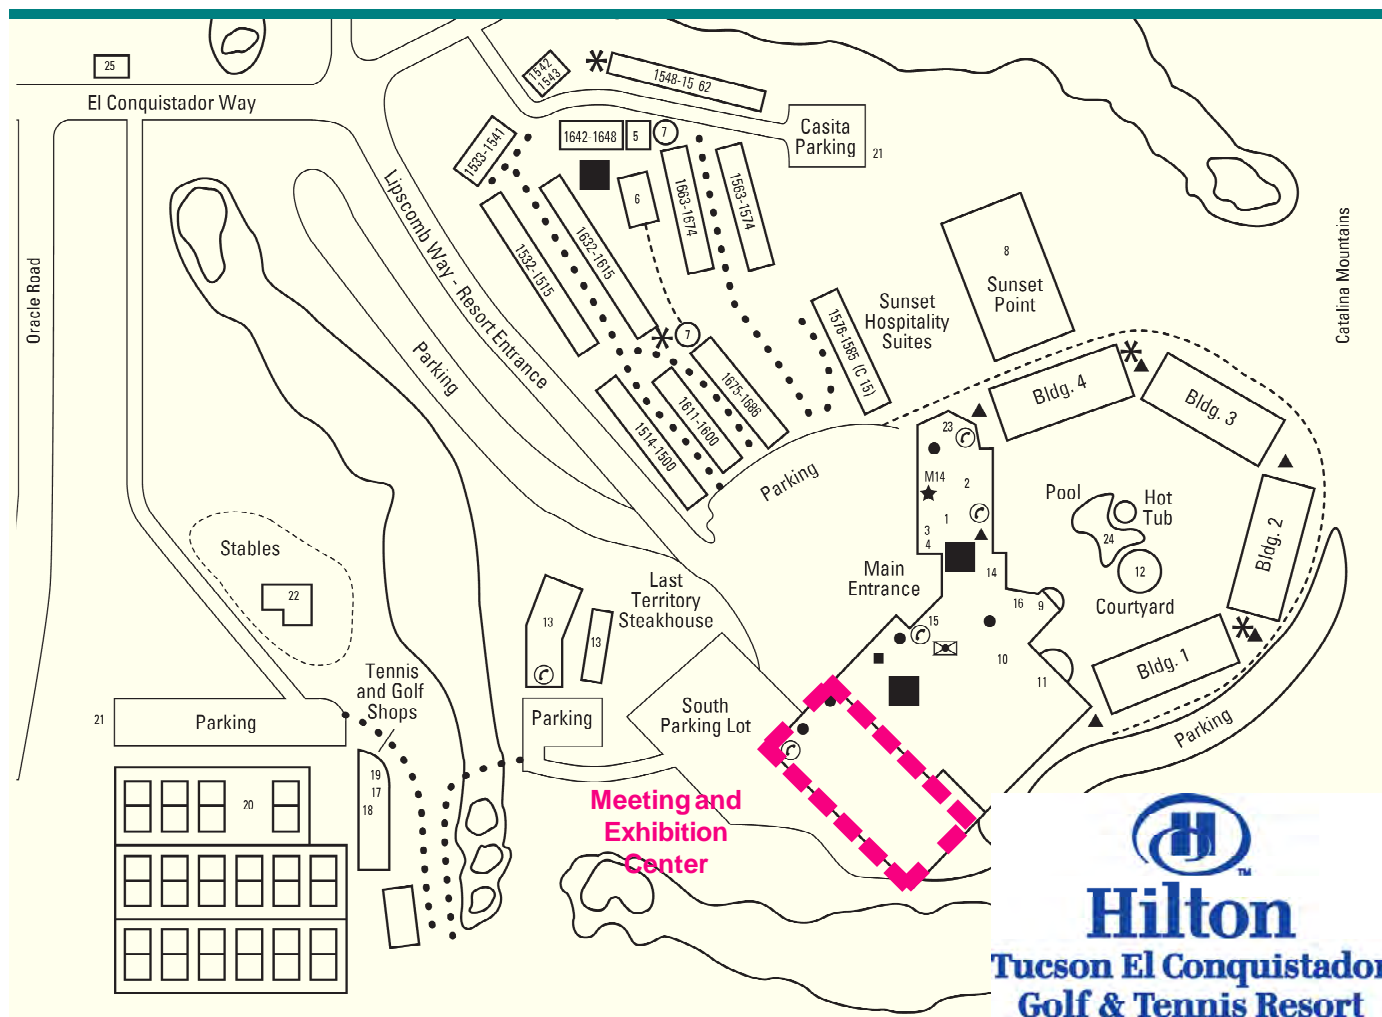 25
El Conquistador Way
1542
1543
1548-15 62
Casita
Parking
21
1533-1541
1642-1648
5
7
6
1663-1674
1563-1574
Lipscomb Way - Resort Entrance
1532-1515
1632-1615
7
8
Sunset
Point
Sunset
Hospitality
Suites
1576-1585 (C 15)
Catalina Mountains
Oracle Road
Parking
1675-1686
1611-1600
1514-1500
Parking
Bldg. 4
Bldg. 3
Bldg. 2
Bldg. 1
23
M14
2
1
3
4
14
16
9
15
10
11
Pool
Hot
Tub
24
12
Courtyard
Main
Entrance
Parking
Stables
22
Last
Territory
Steakhouse
13
13
Tennis
and Golf
Shops
21
Parking
Parking
South
Parking Lot
19
17
18
20
Meeting and
Exhibition
Center
Hilton
TM
Tucson El Conquistador
Golf & Tennis Resort